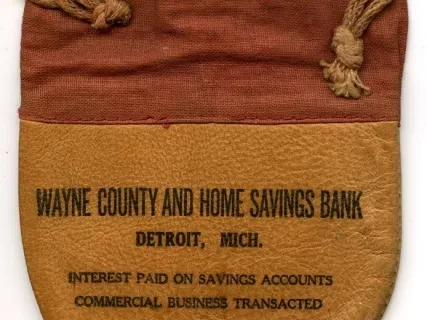 WAYNE COUNTY AND HOME SAVINGS BANK
DETROIT, MICH.
INTEREST PAID ON SAVINGS ACCOUNTS
COMMERCIAL BUSINESS TRANSACTED